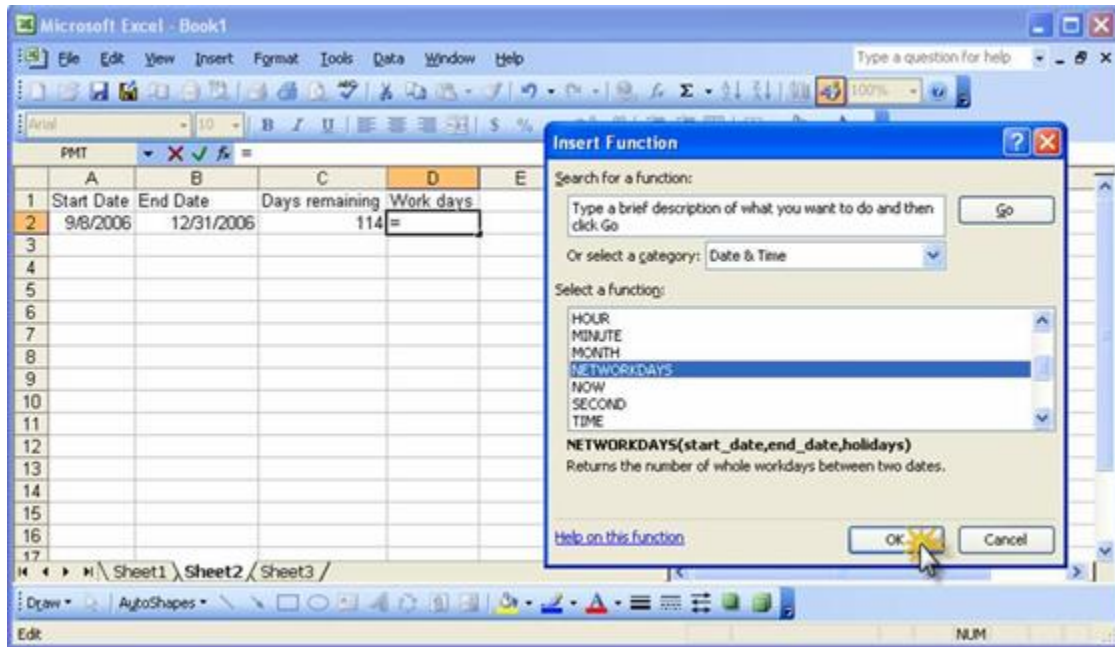 Microsoft Excel - Book1
File Edit View Insert Format Tools Data Window Help Type a question for help
100%
Arial 10 B I U $ %
PMT fx =
A B C D E
1 Start Date End Date Days remaining Work days
2 9/8/2006 12/31/2006 114 =
3
4
5
6
7
8
9
10
11
12
13
14
15
16
17
Sheet1 Sheet2 Sheet3
Draw AutoShapes
Edit NUM
Insert Function
Search for a function:
Type a brief description of what you want to do and then
click Go
Go
Or select a category: Date & Time
Select a function:
HOUR
MINUTE
MONTH
NETWORKDAYS
NOW
SECOND
TIME
NETWORKDAYS(start_date,end_date,holidays)
Returns the number of whole workdays between two dates.
Help on this function
OK Cancel